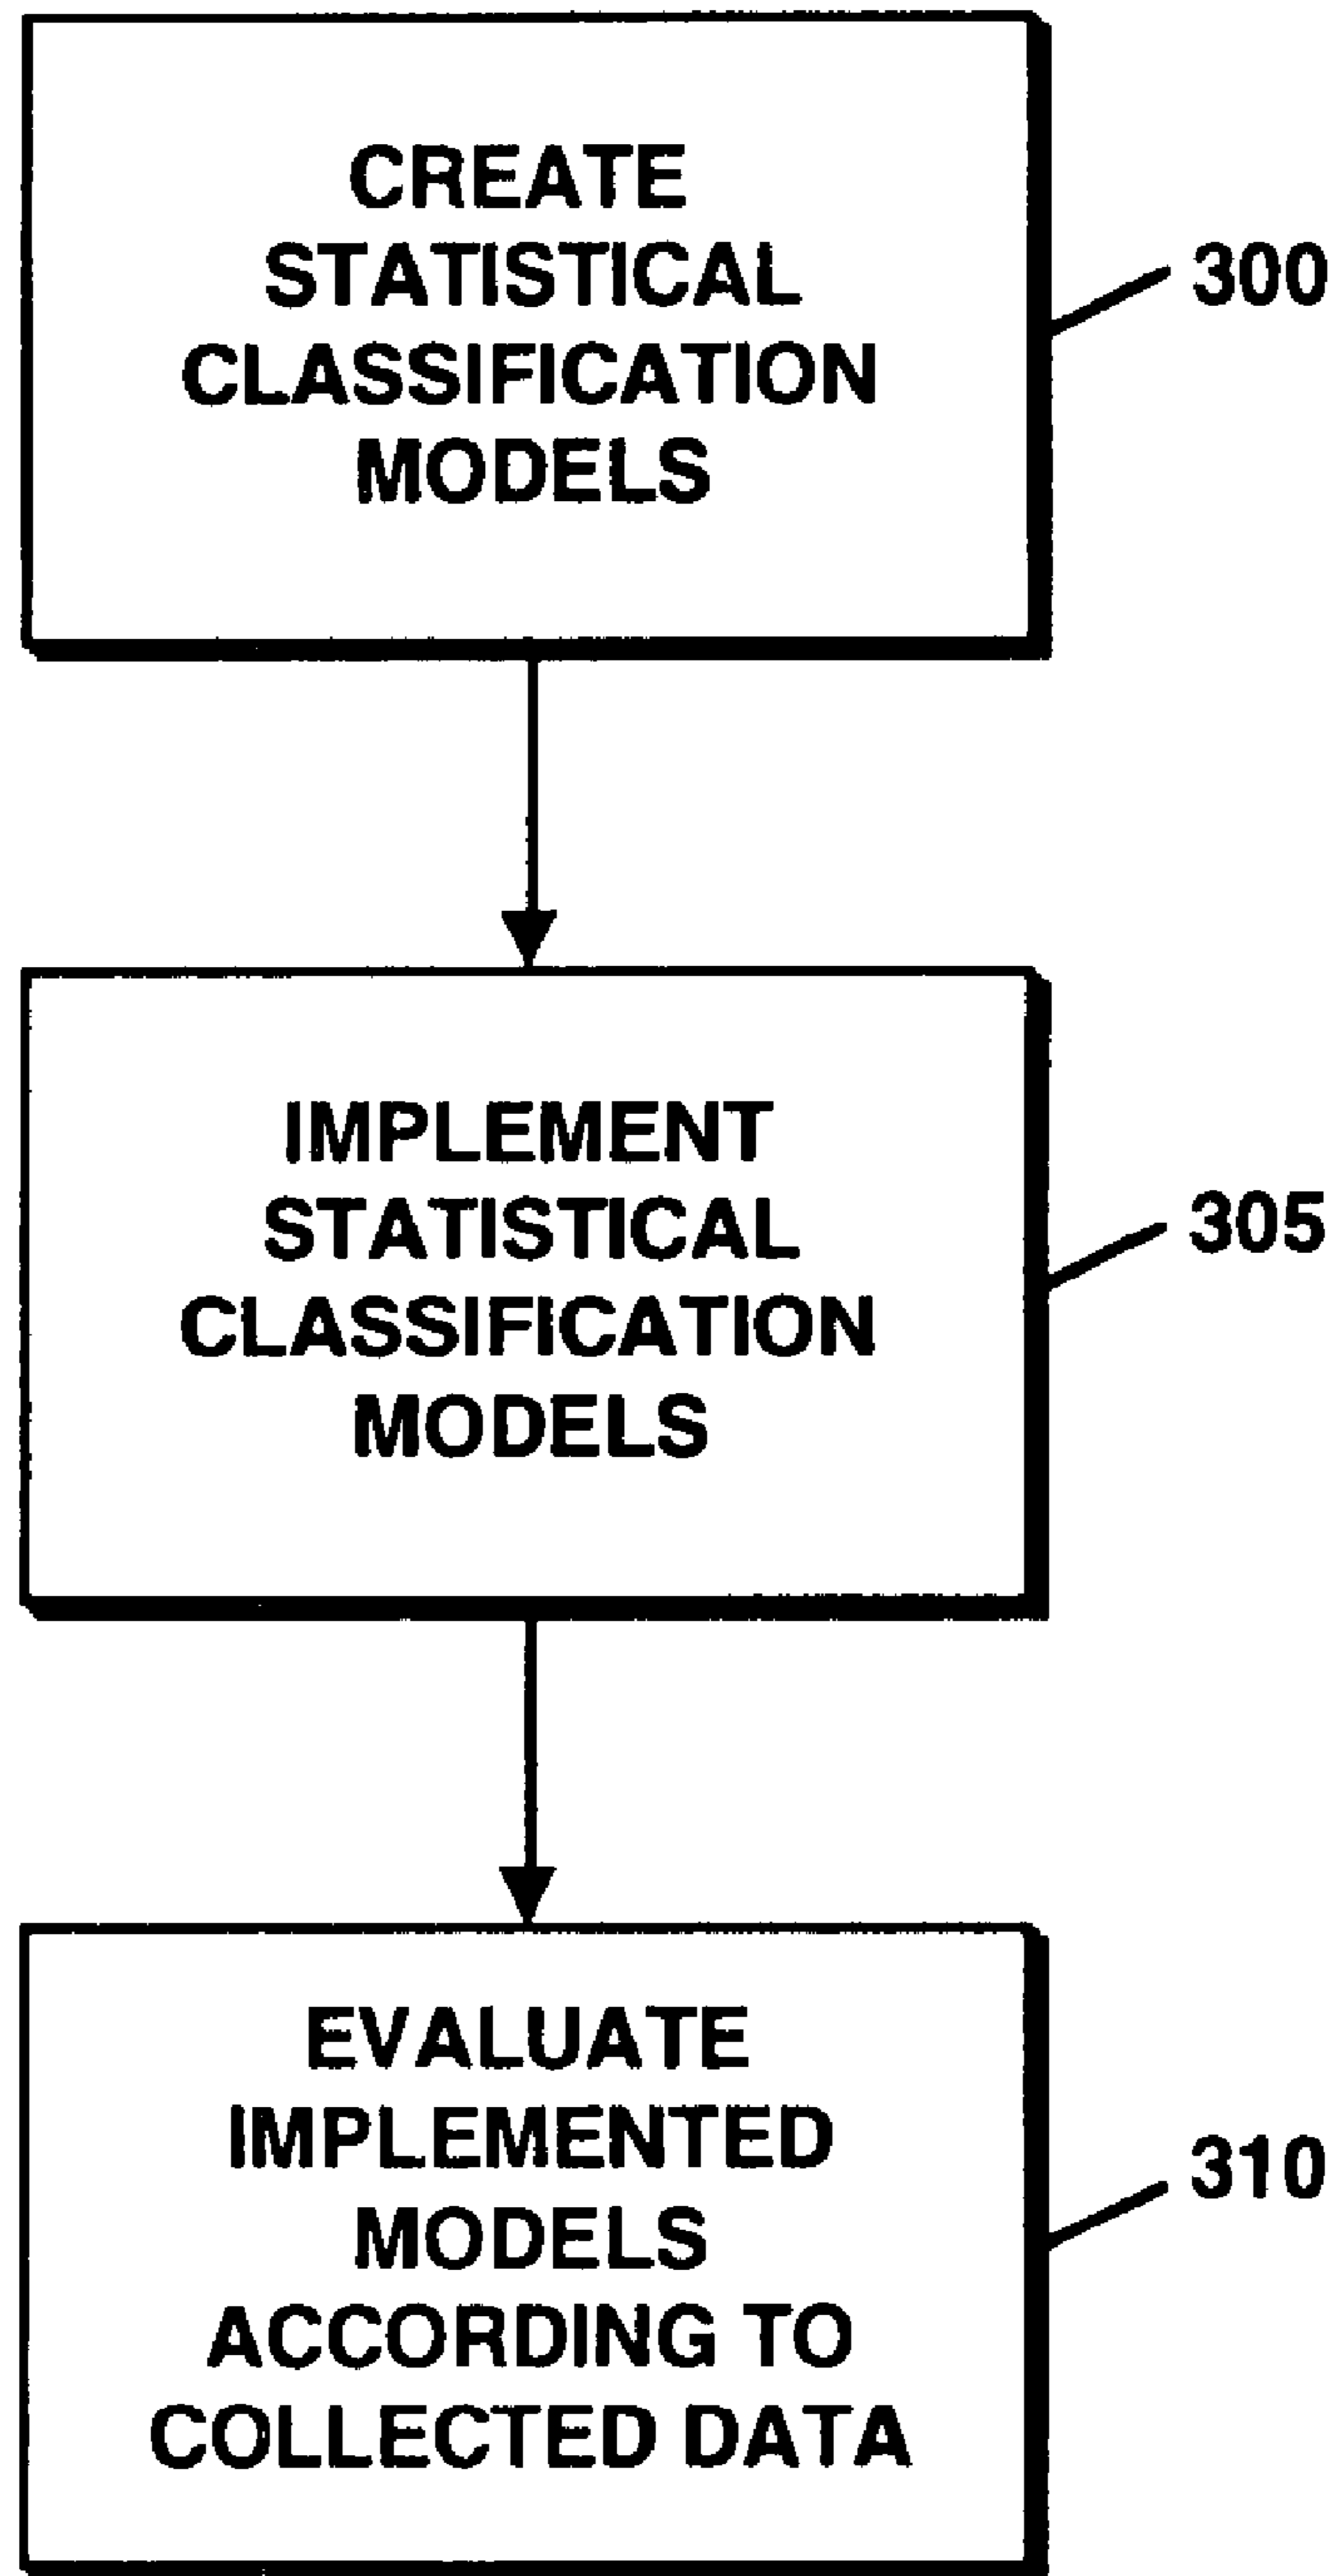 CREATE
STATISTICAL
CLASSIFICATION
MODELS
300
IMPLEMENT
STATISTICAL
CLASSIFICATION
MODELS
305
EVALUATE
IMPLEMENTED
MODELS
ACCORDING TO
COLLECTED DATA
310